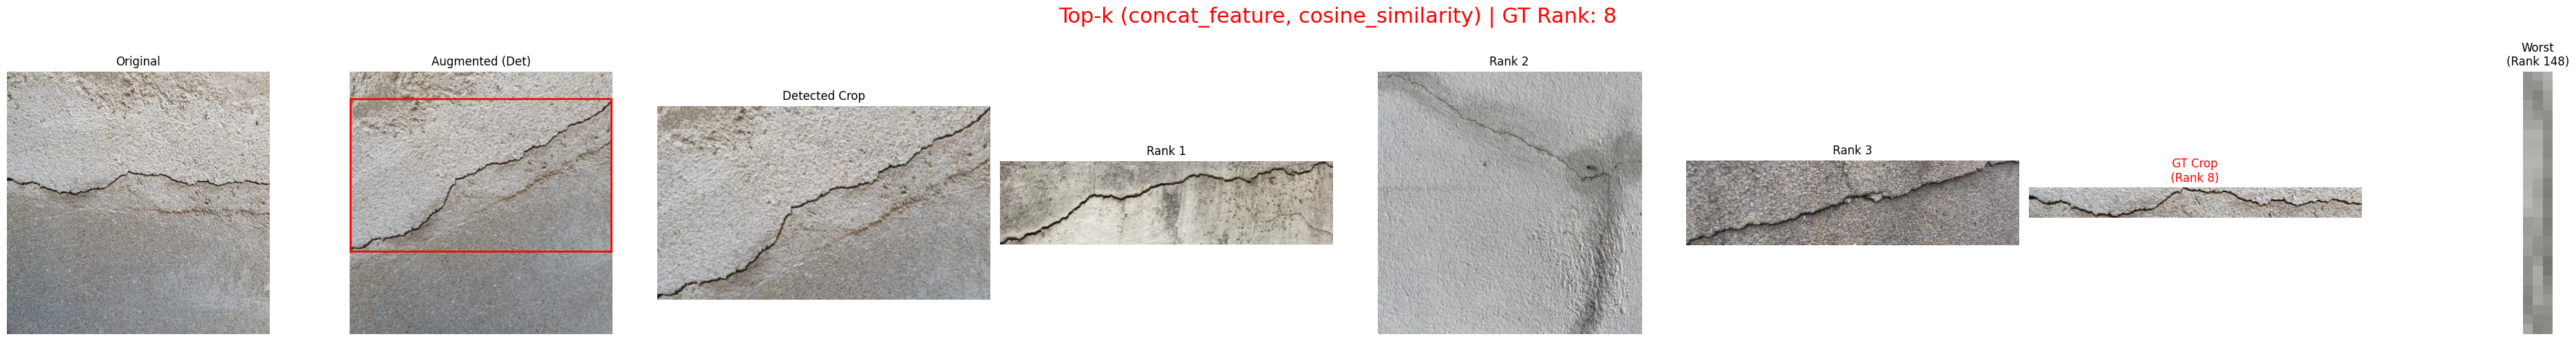 Top-k (concat_feature, cosine_similarity) | GT Rank: 8
Original
Augmented (Det)
Detected Crop
Rank 1
Rank 2
Rank 3
GT Crop
(Rank 8)
Worst
(Rank 148)